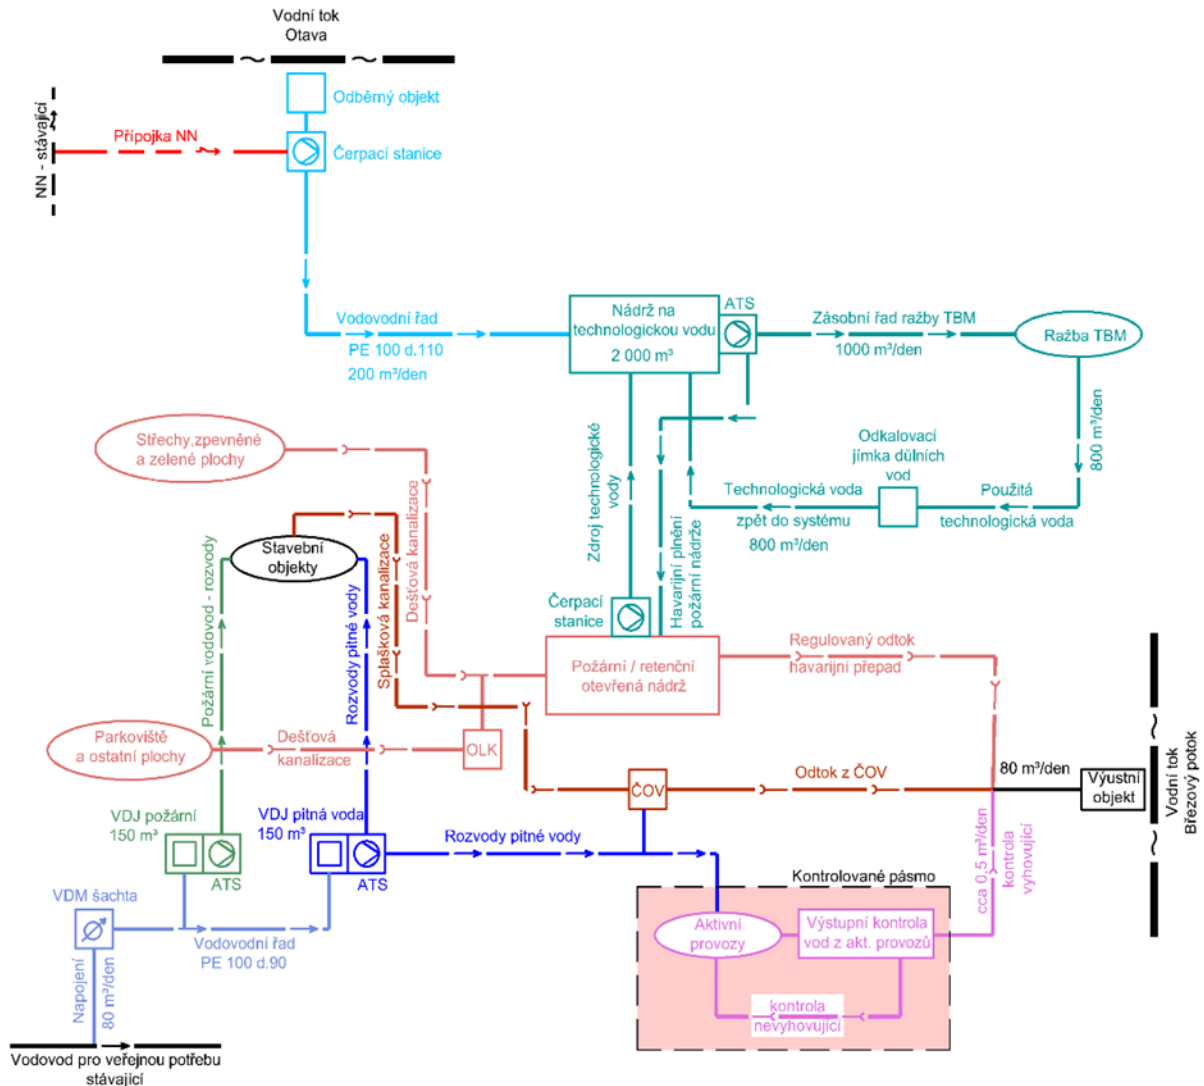 Vodní tok
Otava
Odběrný objekt
NN - stávající
Přípojka NN
Čerpací stanice
Vodovodní řad
PE 100 d.110
200 m³/den
Nádrž na
technologickou vodu
2 000 m³
ATS
Zásobní řad ražby TBM
1000 m³/den
Ražba TBM
800 m³/den
Odkalovací
jímka důlních
vod
Použitá
technologická voda
Technologická voda
zpět do systému
800 m³/den
Zdroj technologické
vody
Havarijní plnění
požární nádrže
Střechy,zpevněné
a zelené plochy
Dešťová kanalizace
Stavební
objekty
Splašková kanalizace
Požární vodovod - rozvody
Rozvody pitné vody
Čerpací
stanice
Požární / retenční
otevřená nádrž
Regulovaný odtok
havarijní přepad
Parkoviště
a ostatní plochy
Dešťová
kanalizace
OLK
ČOV
Odtok z ČOV
80 m³/den
Výustní
objekt
Vodní tok
Březový potok
VDJ požární
150 m³
ATS
VDJ pitná voda
150 m³
ATS
Rozvody pitné vody
cca 0,5 m³/den
kontrola
vyhovující
Kontrolované pásmo
Aktivní
provozy
Výstupní kontrola
vod z akt. provozů
kontrola
nevyhovující
VDM šachta
Vodovodní řad
PE 100 d.90
Napojení
80 m³/den
Vodovod pro veřejnou potřebu
stávající